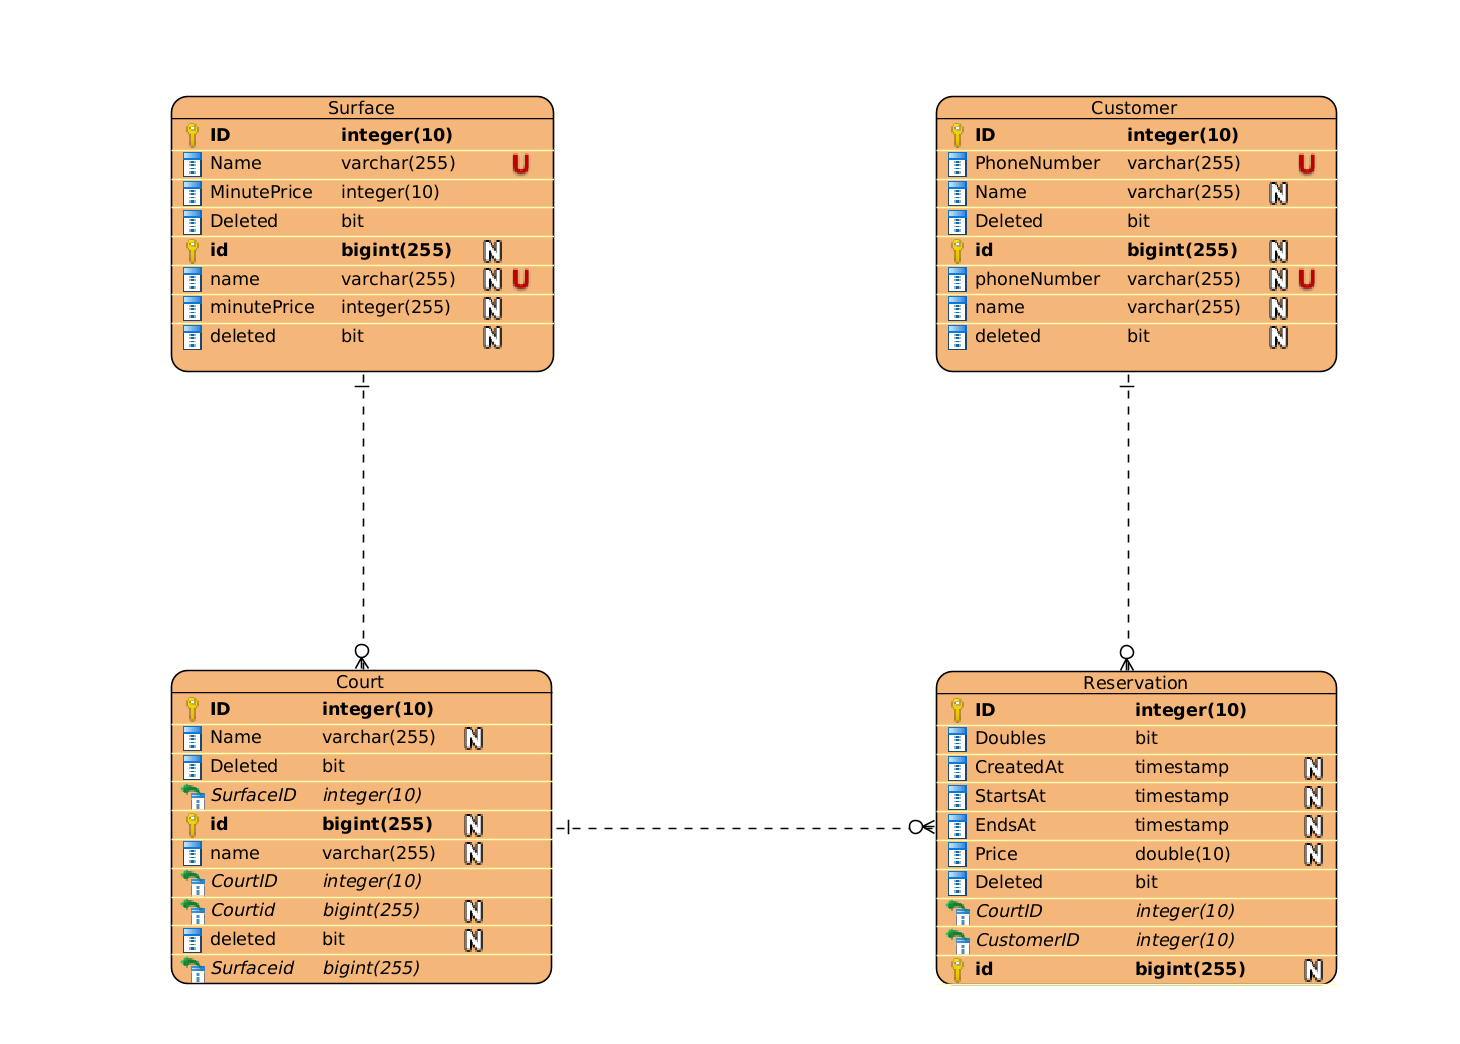 Surface
ID integer(10)
Name varchar(255) U
MinutePrice integer(10)
Deleted bit
id bigint(255) N
name varchar(255) N U
minutePrice integer(255) N
deleted bit N
Customer
ID integer(10)
PhoneNumber varchar(255) U
Name varchar(255) N
Deleted bit
id bigint(255) N
phoneNumber varchar(255) N U
name varchar(255) N
deleted bit N
Court
ID integer(10)
Name varchar(255) N
Deleted bit
SurfaceID integer(10)
id bigint(255) N
name varchar(255) N
CourtID integer(10)
Courtid bigint(255) N
deleted bit N
Surfaceid bigint(255)
Reservation
ID integer(10)
Doubles bit
CreatedAt timestamp N
StartsAt timestamp N
EndsAt timestamp N
Price double(10) N
Deleted bit
CourtID integer(10)
CustomerID integer(10)
id bigint(255) N